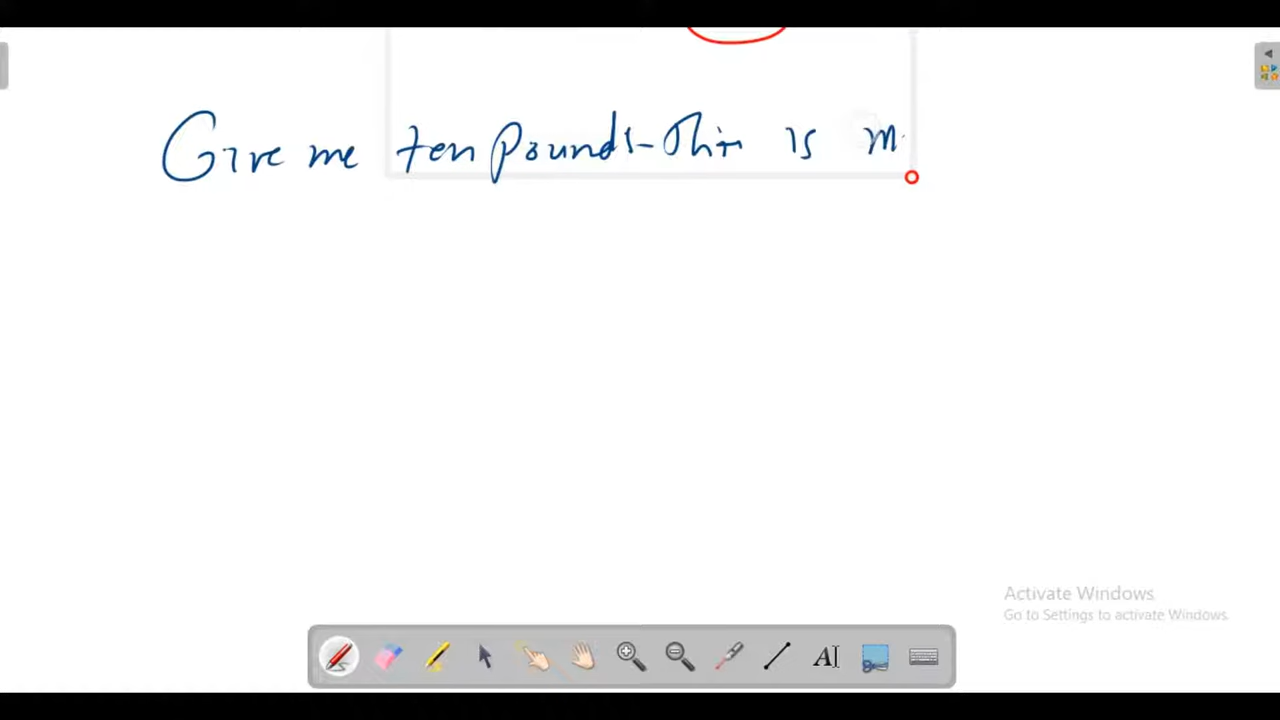 Give me ten pounds - This is m
Activate Windows
Go to Settings to activate Windows.